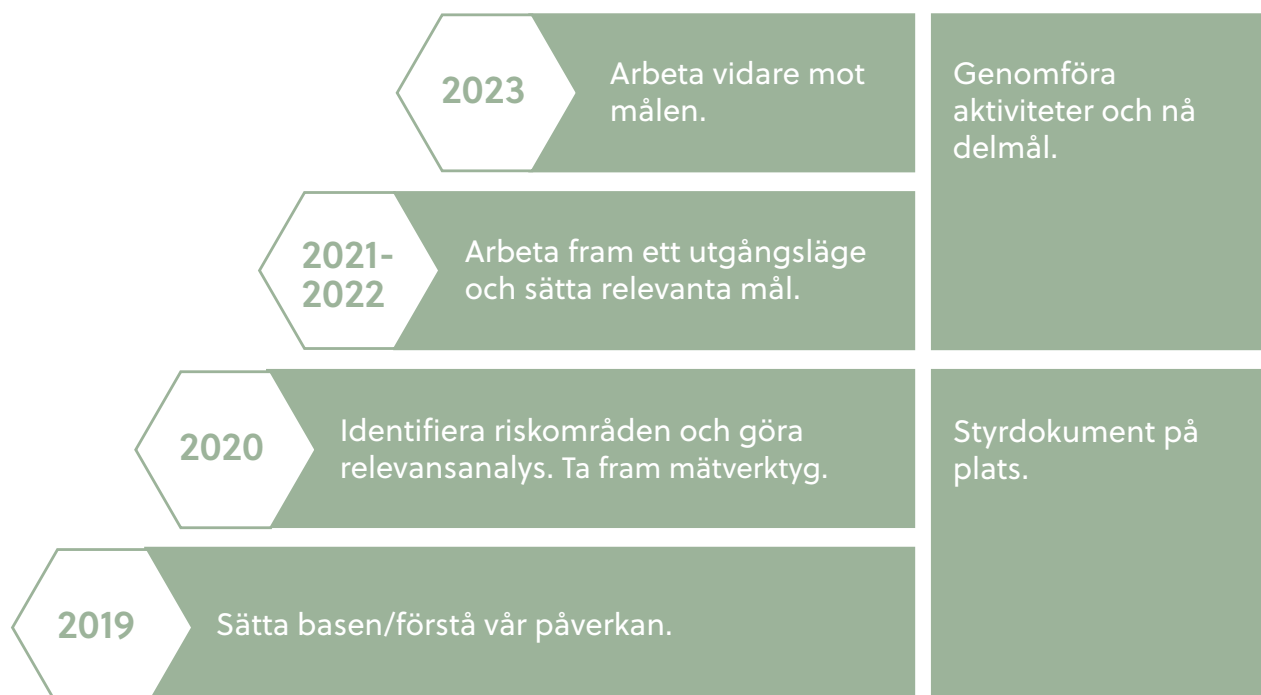 2023
Arbeta vidare mot
målen.
Genomföra
aktiviteter och nå
delmål.
2021-
2022
Arbeta fram ett utgångsläge
och sätta relevanta mål.
2020
Identifiera riskområden och göra
relevansanalys. Ta fram mätverktyg.
Styrdokument på
plats.
2019
Sätta basen/förstå vår påverkan.